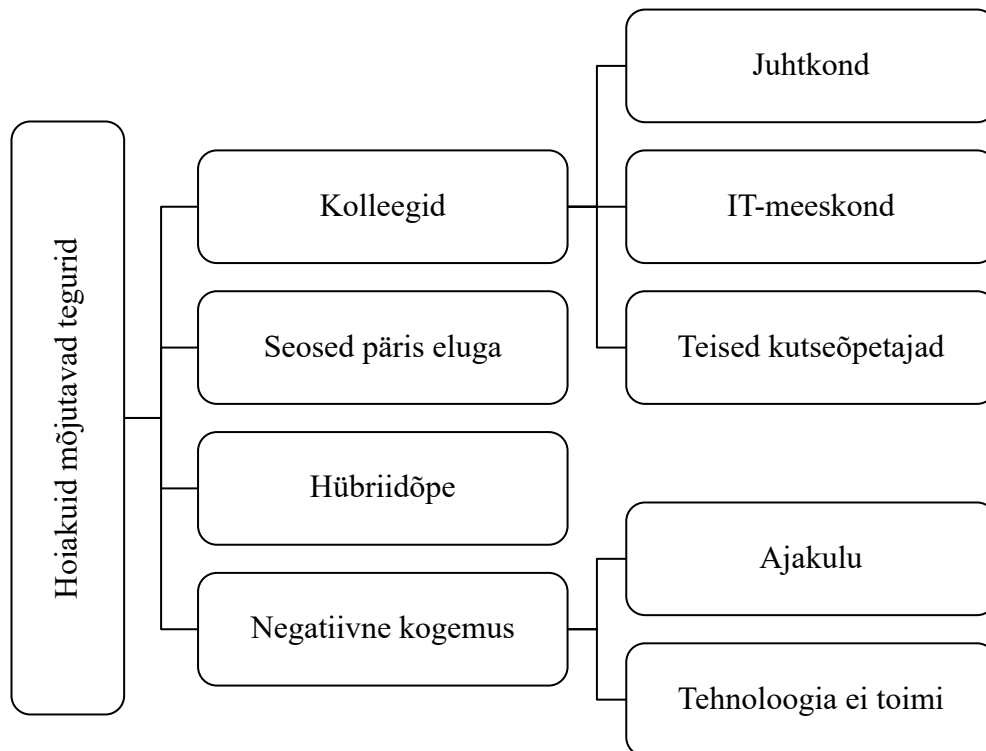 Hoiakuid mõjutavad tegurid
Kolleegid
Juhtkond
IT-meeskond
Teised kutseõpetajad
Seosed päris eluga
Hübriidõpe
Negatiivne kogemus
Ajakulu
Tehnoloogia ei toimi